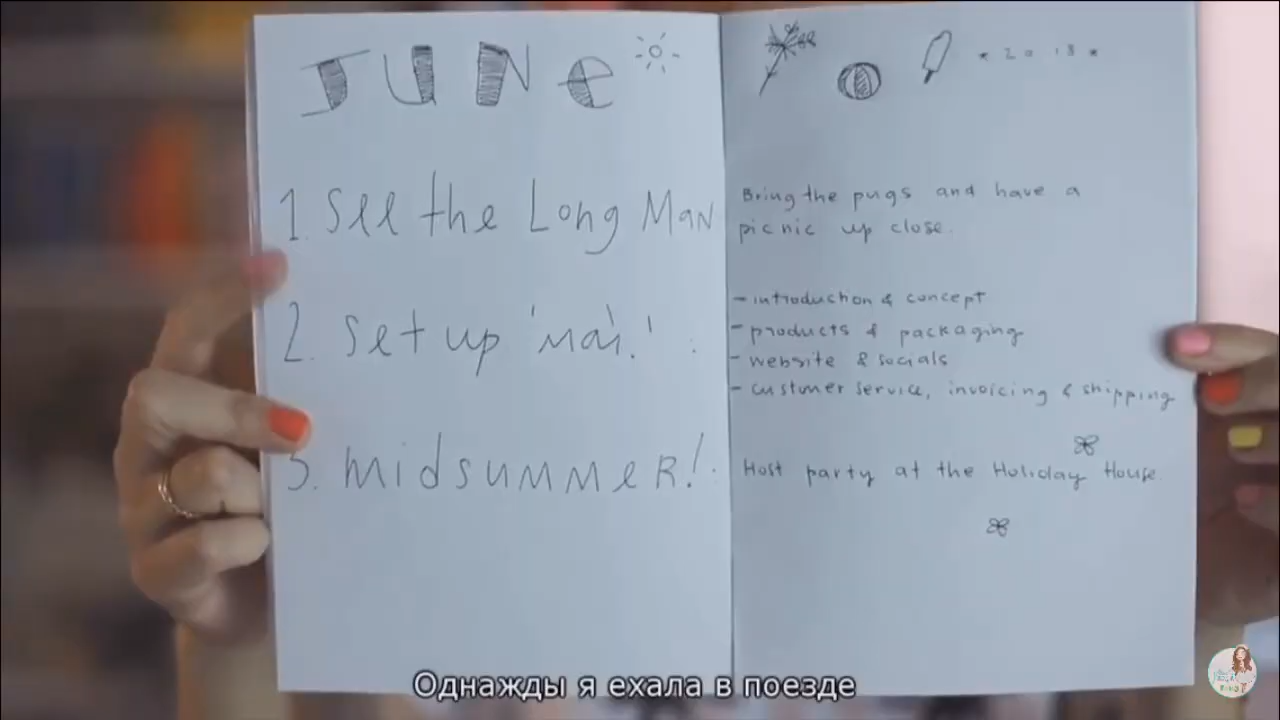 JUNE
* 2018 *
1. See the Long Man
Bring the pugs and have a
picnic up close.
2. Set up
- introduction & concept
- products & packaging
- website & socials
- customer service, invoicing & shipping
3. midsummer!
Host party at the Holiday House.
Однажды я ехала в поезде